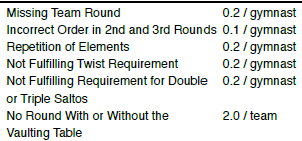 Missing Team Round 0.2 / gymnast
Incorrect Order in 2nd and 3rd Rounds 0.1 / gymnast
Repetition of Elements 0.2 / gymnast
Not Fulfilling Twist Requirement 0.2 / gymnast
Not Fulfilling Requirement for Double 0.2 / gymnast
or Triple Saltos
No Round With or Without the 2.0 / team
Vaulting Table